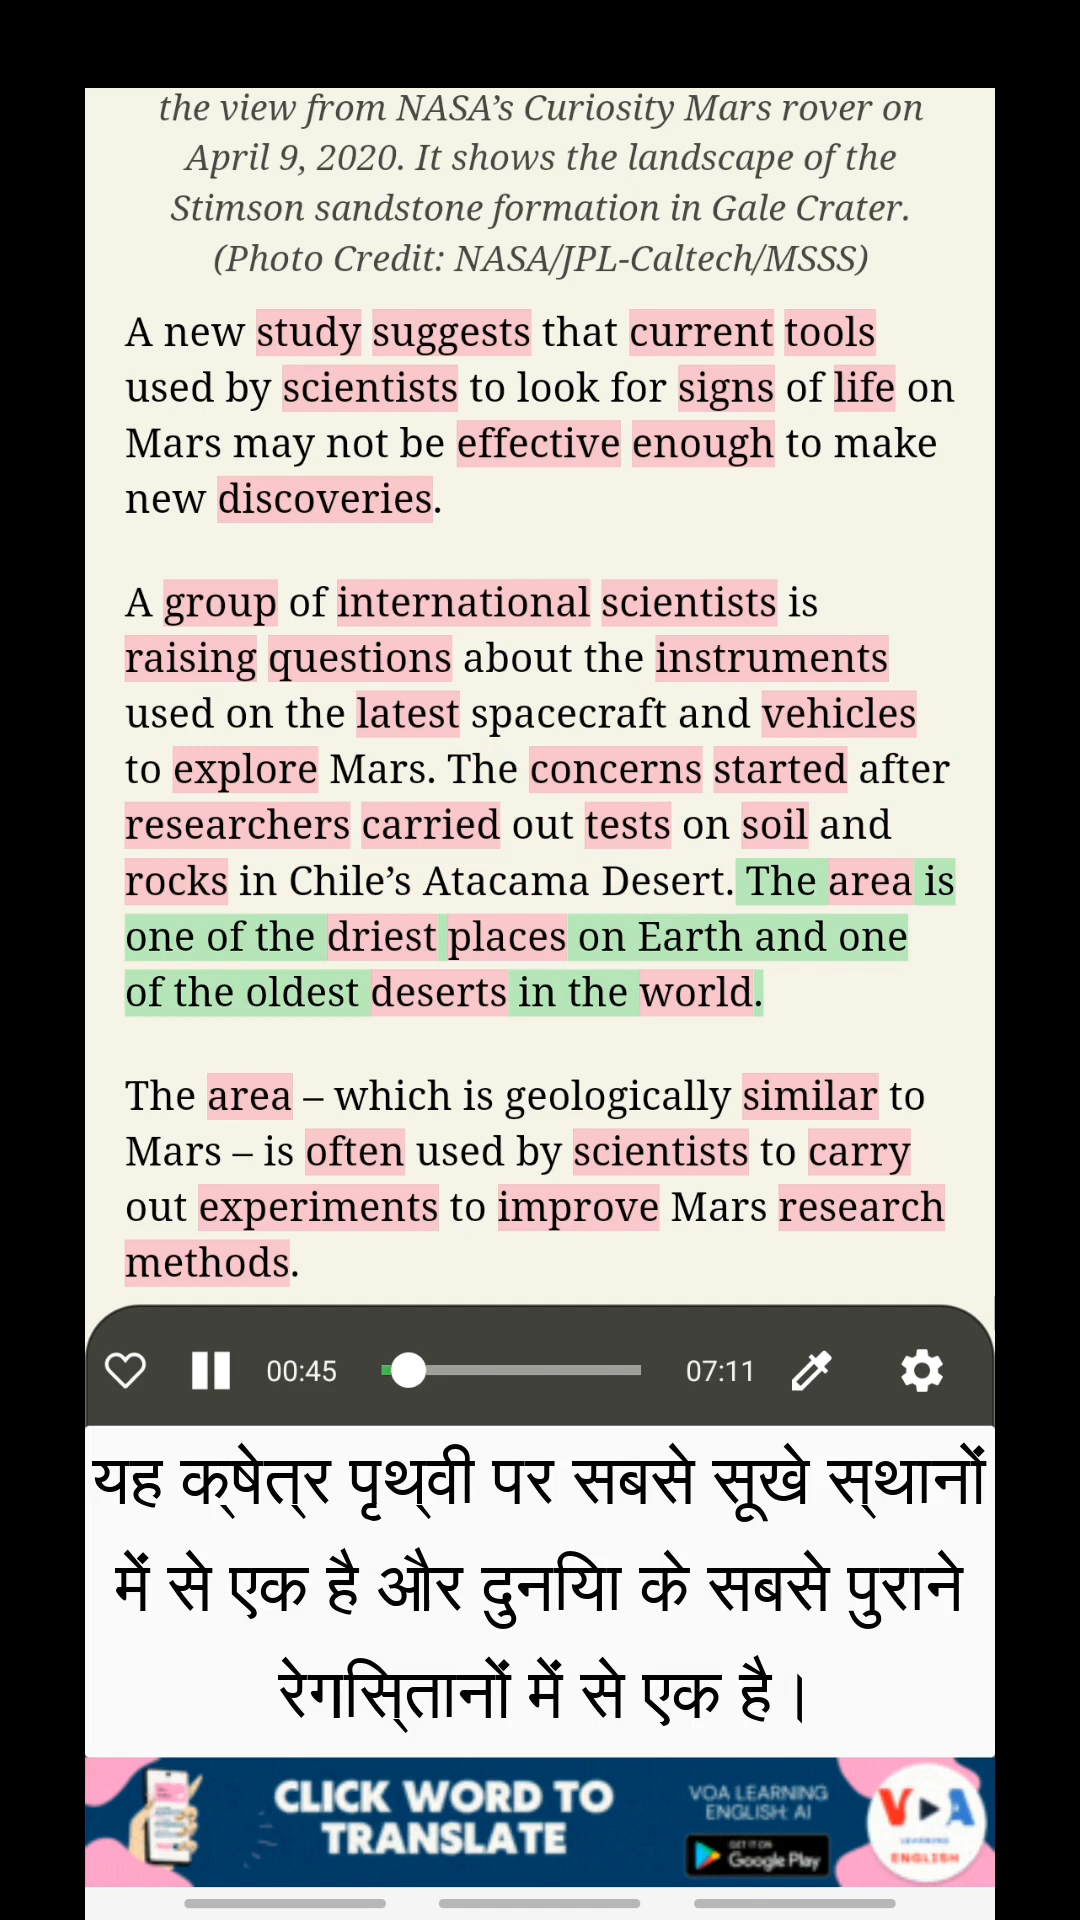 the view from NASA’s Curiosity Mars rover on
April 9, 2020. It shows the landscape of the
Stimson sandstone formation in Gale Crater.
(Photo Credit: NASA/JPL-Caltech/MSSS)
A new study suggests that current tools
used by scientists to look for signs of life on
Mars may not be effective enough to make
new discoveries.
A group of international scientists is
raising questions about the instruments
used on the latest spacecraft and vehicles
to explore Mars. The concerns started after
researchers carried out tests on soil and
rocks in Chile’s Atacama Desert. The area is
one of the driest places on Earth and one
of the oldest deserts in the world.
The area – which is geologically similar to
Mars – is often used by scientists to carry
out experiments to improve Mars research
methods.
00:45 07:11
यह क्षेत्र पृथ्वी पर सबसे सूखे स्थानों
में से एक है और दुनिया के सबसे पुराने
रेगिस्तानों में से एक है।
CLICK WORD TO
TRANSLATE
VOA LEARNING
ENGLISH: AI
GET IT ON
Google Play
VOA
LEARNING
ENGLISH